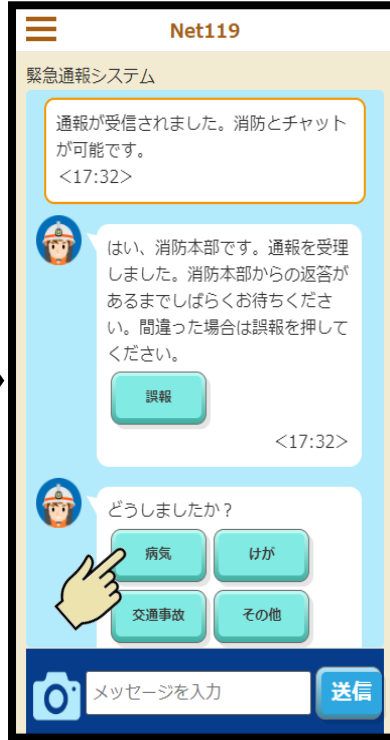 Net119
緊急通報システム
通報が受信されました。消防とチャット
が可能です。
<17:32>
はい、消防本部です。通報を受理
しました。消防本部からの返答が
あるまでしばらくお待ちくださ
い。間違った場合は誤報を押して
ください。
誤報
<17:32>
どうしましたか？
病気 けが
交通事故 その他
メッセージを入力 送信